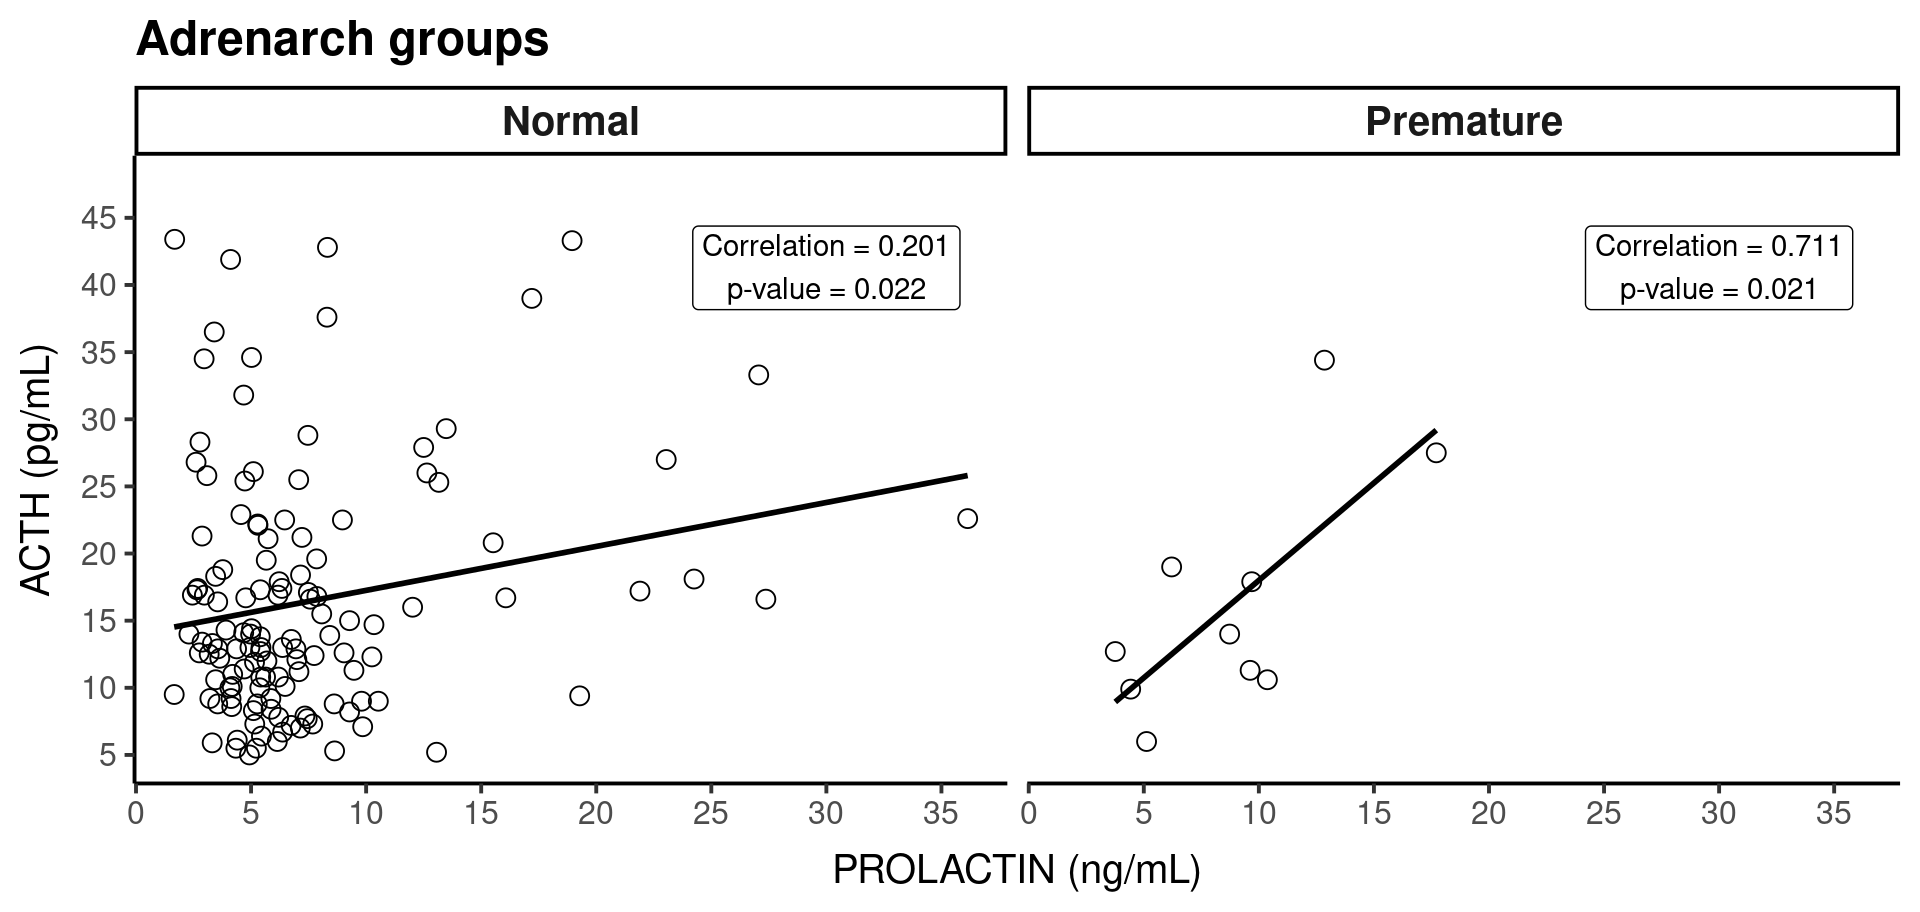 Adrenarch groups
Normal
Premature
45
40
35
30
25
20
15
10
5
Correlation = 0.201
p-value = 0.022
Correlation = 0.711
p-value = 0.021
0 5 10 15 20 25 30 35
0 5 10 15 20 25 30 35
ACTH (pg/mL)
PROLACTIN (ng/mL)